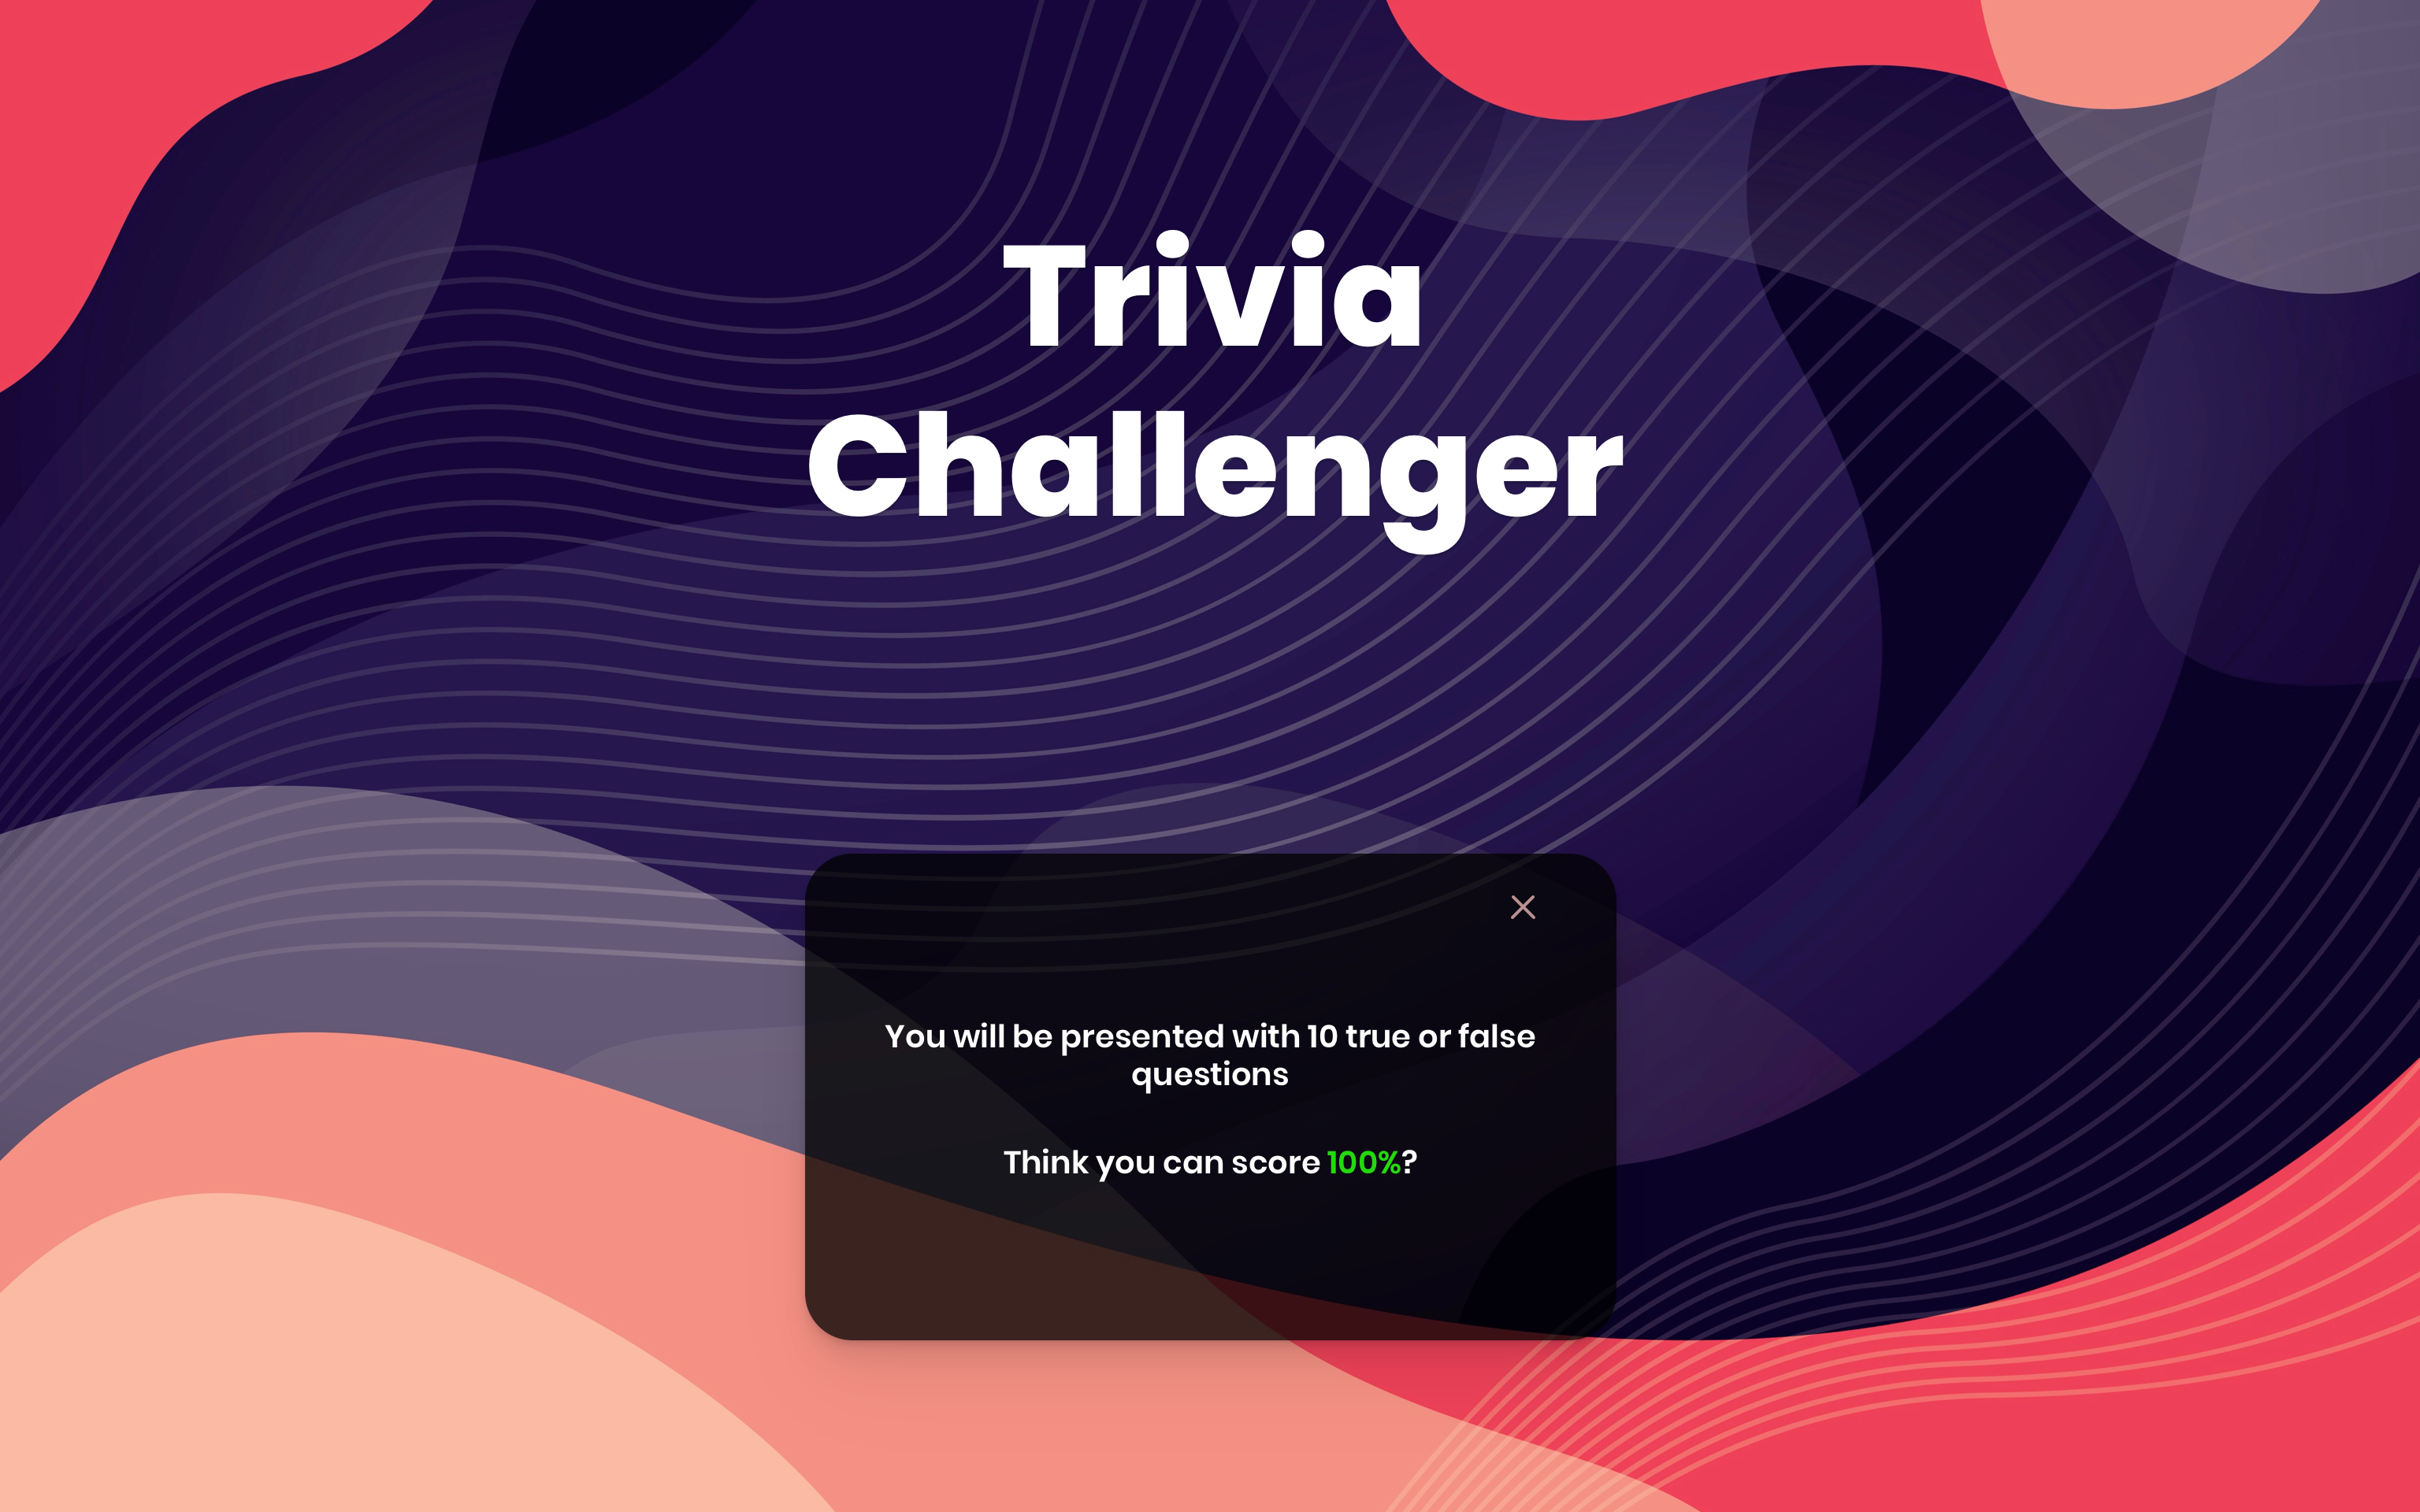 Trivia
Challenger
You will be presented with 10 true or false
questions
Think you can score 100%?